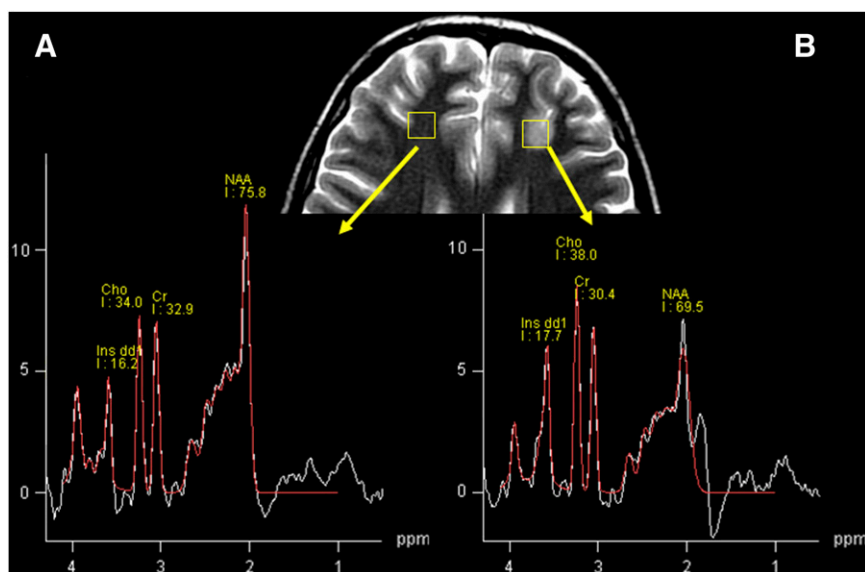 A
B
NAA
I : 75.8
Cho
I : 34.0
Cr
I : 32.9
Ins dd1
I : 16.2
10
5
0
4
3
2
1
ppm
Cho
I : 38.0
Cr
I : 30.4
NAA
I : 69.5
Ins dd1
I : 17.7
10
5
0
4
3
2
1
ppm